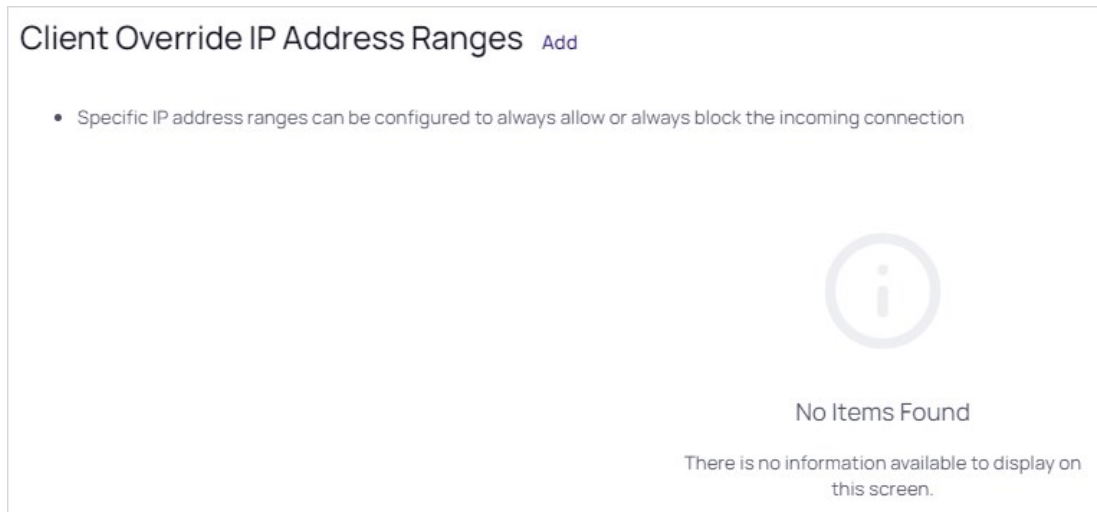 Client Override IP Address Ranges Add
Specific IP address ranges can be configured to always allow or always block the incoming connection
No Items Found
There is no information available to display on
this screen.